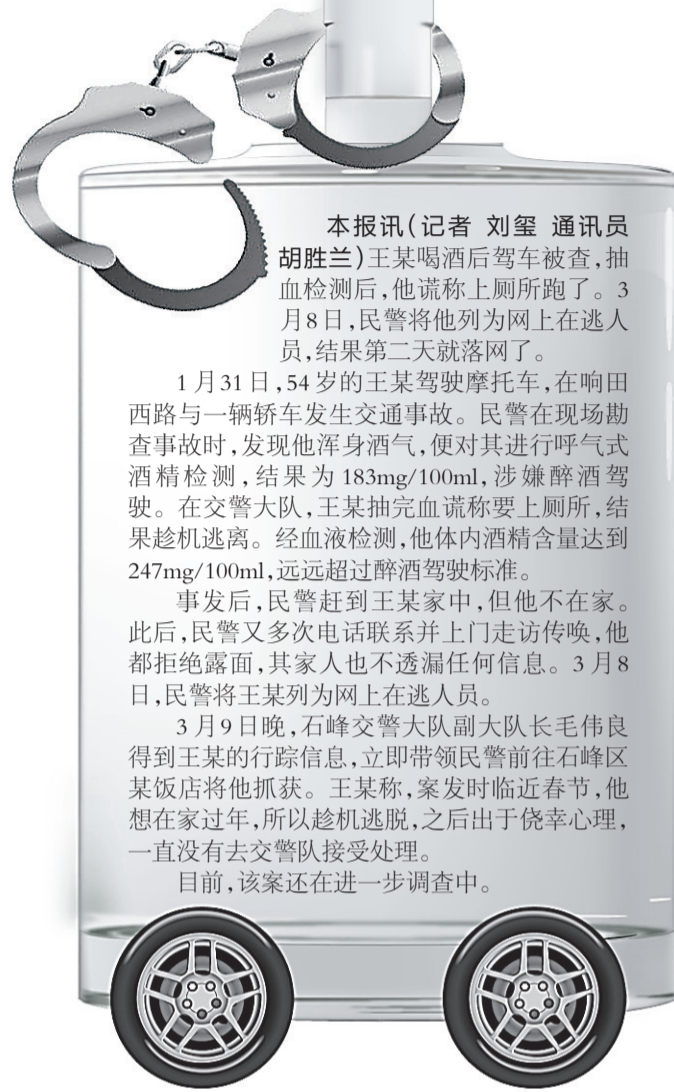 本报讯(记者 刘玺 通讯员
胡胜兰)王某喝酒后驾车被查,抽
血检测后,他谎称上厕所跑了。3
月8日,民警将他列为网上在逃人
员,结果第二天就落网了。
1月31日,54岁的王某驾驶摩托车,在响田
西路与一辆轿车发生交通事故。民警在现场勘
查事故时,发现他浑身酒气,便对其进行呼气式
酒精检测,结果为183mg/100ml,涉嫌醉酒驾
驶。在交警大队,王某抽完血谎称要上厕所,结
果趁机逃离。经血液检测,他体内酒精含量达到
247mg/100ml,远远超过醉酒驾驶标准。
事发后,民警赶到王某家中,但他不在家。
此后,民警又多次电话联系并上门走访传唤,他
都拒绝露面,其家人也不透漏任何信息。3月8
日,民警将王某列为网上在逃人员。
3月9日晚,石峰交警大队副大队长毛伟良
得到王某的行踪信息,立即带领民警前往石峰区
某饭店将他抓获。王某称,案发时临近春节,他
想在家过年,所以趁机逃脱,之后出于侥幸心理,
一直没有去交警队接受处理。
目前,该案还在进一步调查中。